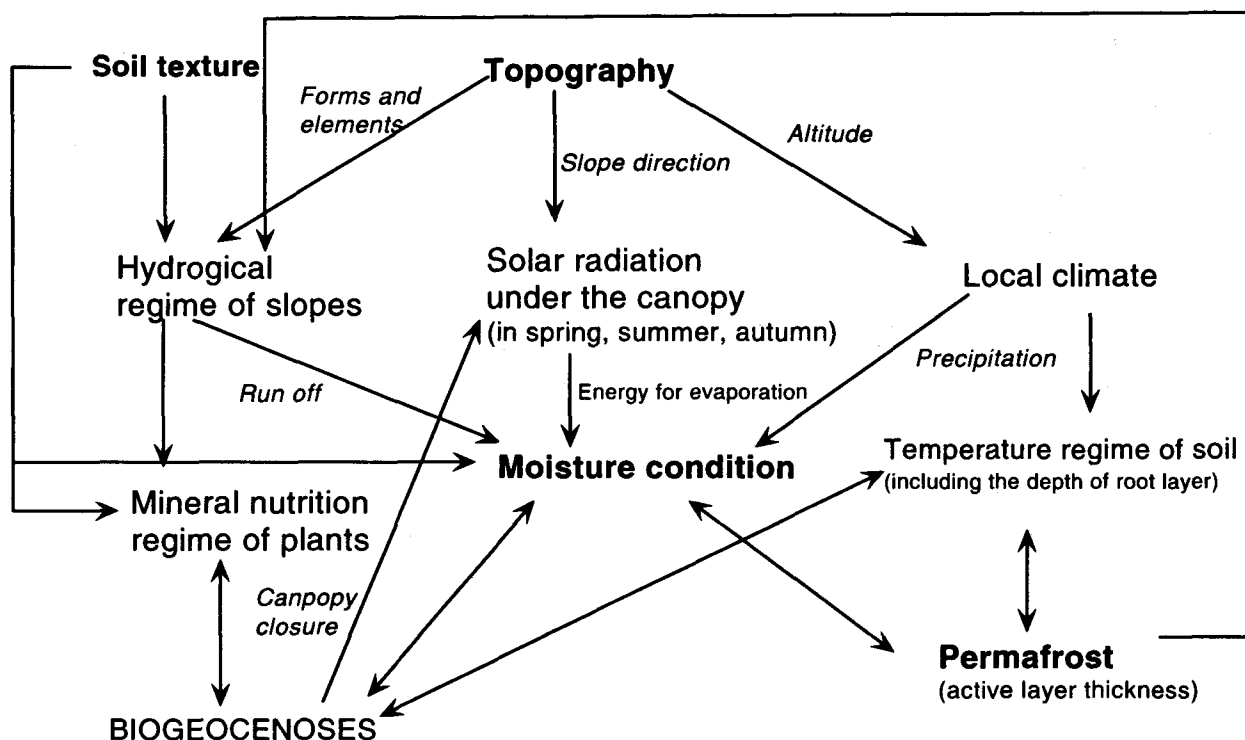 Soil texture
Topography
Forms and
elements
Altitude
Slope direction
Hydrogical
regime of slopes
Solar radiation
under the canopy
(in spring, summer, autumn)
Local climate
Precipitation
Run off
Energy for evaporation
Moisture condition
Temperature regime of soil
(including the depth of root layer)
Mineral nutrition
regime of plants
Canpopy
closure
Permafrost
(active layer thickness)
BIOGEOCENOSES